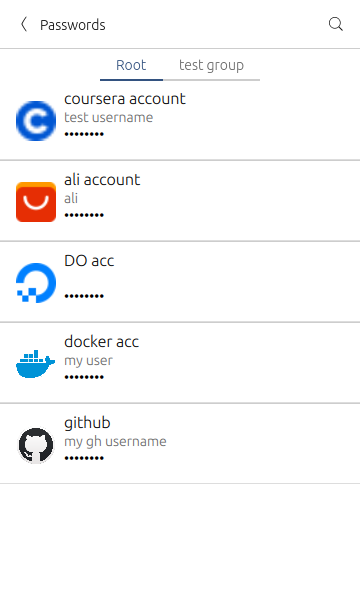 Passwords
Root test group
coursera account
test username
••••••••
ali account
ali
••••••••
DO acc
••••••••
docker acc
my user
••••••••
github
my gh username
••••••••